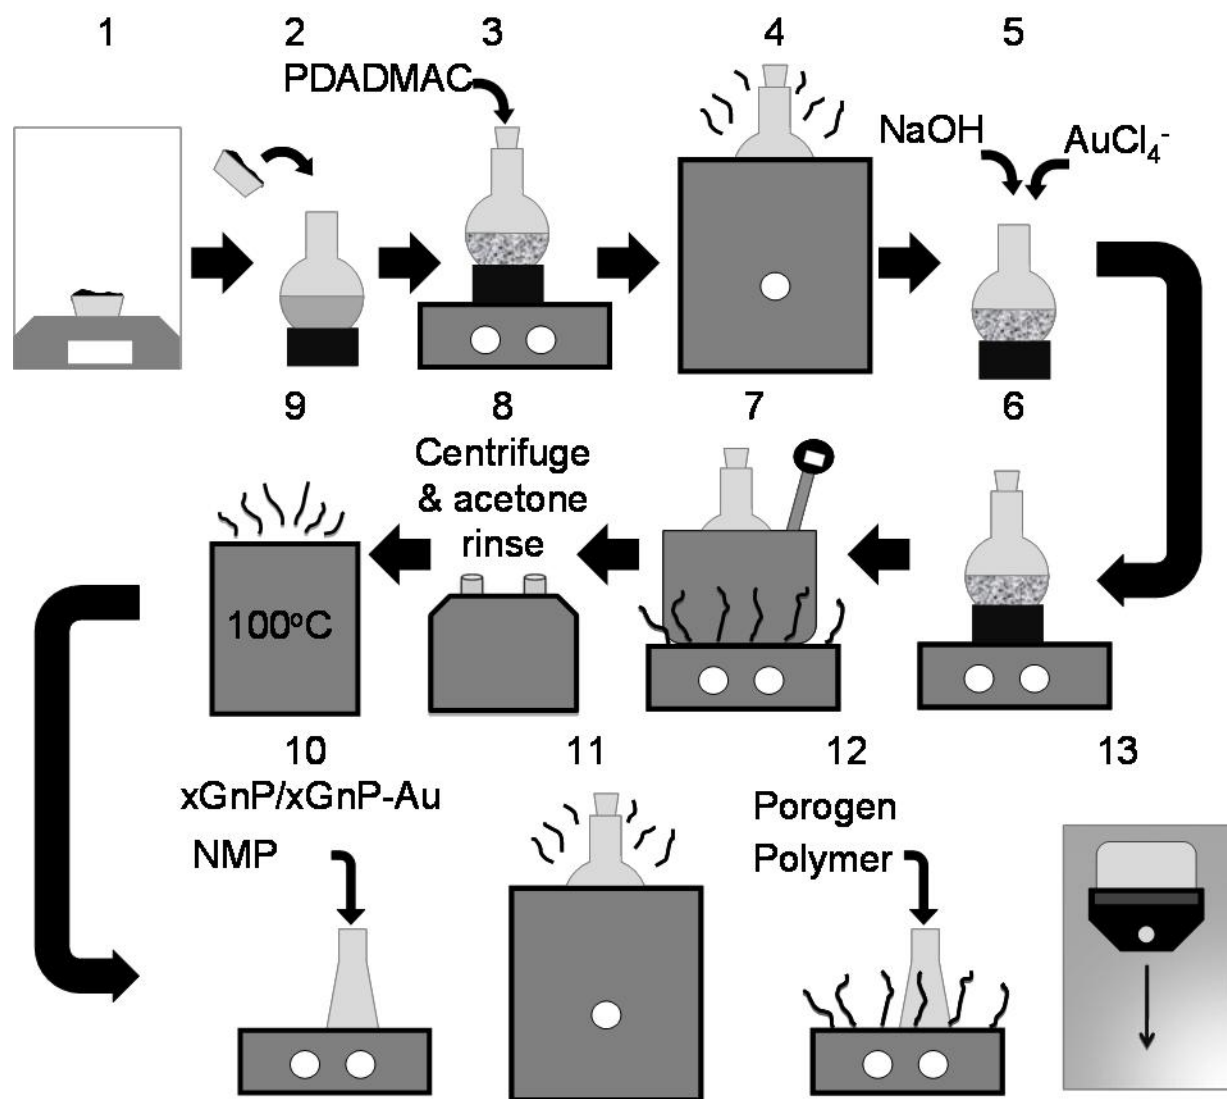 1
2
3
4
5
PDADMAC
NaOH
AuCl₄⁻
9
8
7
6
Centrifuge
& acetone
rinse
100°C
10
11
12
13
xGnP/xGnP-Au
NMP
Porogen
Polymer